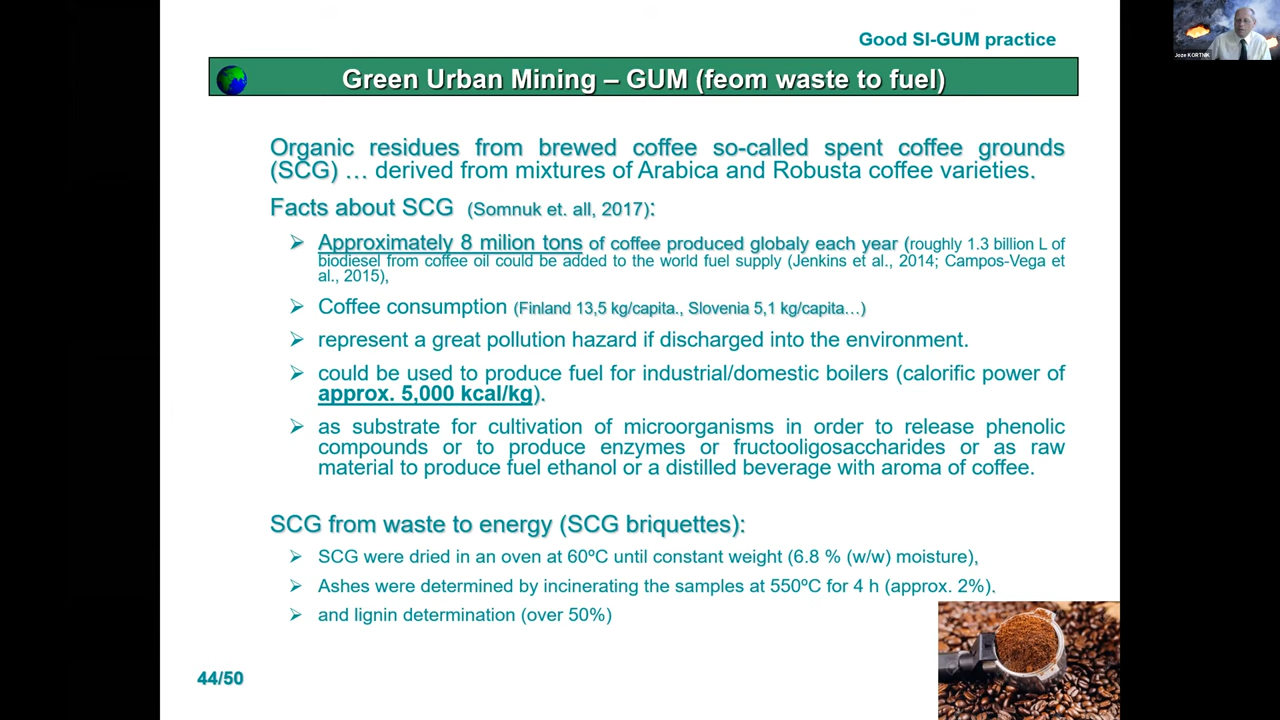 Good SI-GUM practice
Joze KORTNIK
Green Urban Mining – GUM (feom waste to fuel)
Organic residues from brewed coffee so-called spent coffee grounds
(SCG) … derived from mixtures of Arabica and Robusta coffee varieties.
Facts about SCG (Somnuk et. all, 2017):
➢ Approximately 8 milion tons of coffee produced globaly each year (roughly 1.3 billion L of
biodiesel from coffee oil could be added to the world fuel supply (Jenkins et al., 2014; Campos-Vega et
al., 2015),
➢ Coffee consumption (Finland 13,5 kg/capita., Slovenia 5,1 kg/capita…)
➢ represent a great pollution hazard if discharged into the environment.
➢ could be used to produce fuel for industrial/domestic boilers (calorific power of
approx. 5,000 kcal/kg).
➢ as substrate for cultivation of microorganisms in order to release phenolic
compounds or to produce enzymes or fructooligosaccharides or as raw
material to produce fuel ethanol or a distilled beverage with aroma of coffee.
SCG from waste to energy (SCG briquettes):
➢ SCG were dried in an oven at 60ºC until constant weight (6.8 % (w/w) moisture),
➢ Ashes were determined by incinerating the samples at 550ºC for 4 h (approx. 2%),
➢ and lignin determination (over 50%)
44/50